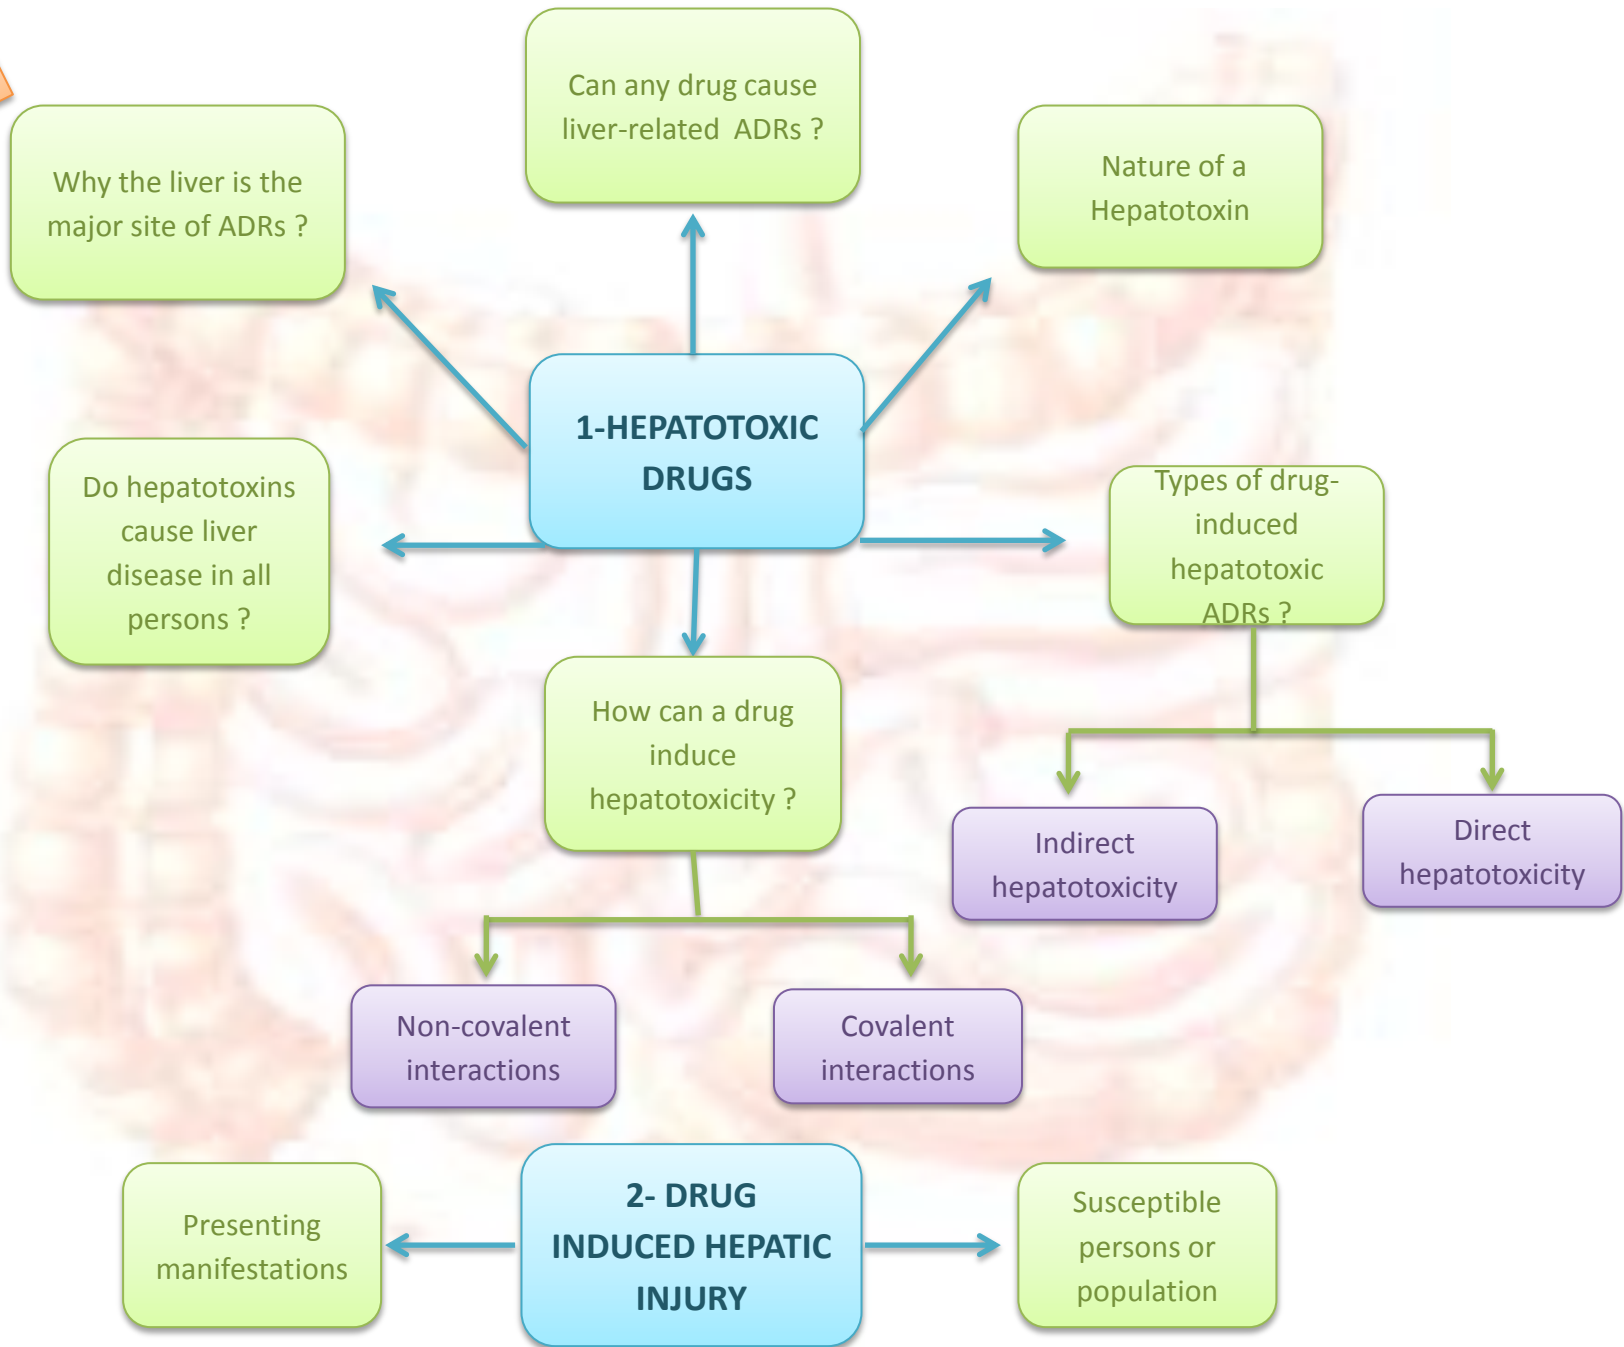 Can any drug cause
liver-related  ADRs ?
Why the liver is the
major site of ADRs ?
Nature of a
Hepatotoxin
1-HEPATOTOXIC
DRUGS
Do hepatotoxins
cause liver
disease in all
persons ?
Types of drug-
induced
hepatotoxic
ADRs ?
How can a drug
induce
hepatotoxicity ?
Indirect
hepatotoxicity
Direct
hepatotoxicity
Non-covalent
interactions
Covalent
interactions
Presenting
manifestations
2- DRUG
INDUCED HEPATIC
INJURY
Susceptible
persons or
population